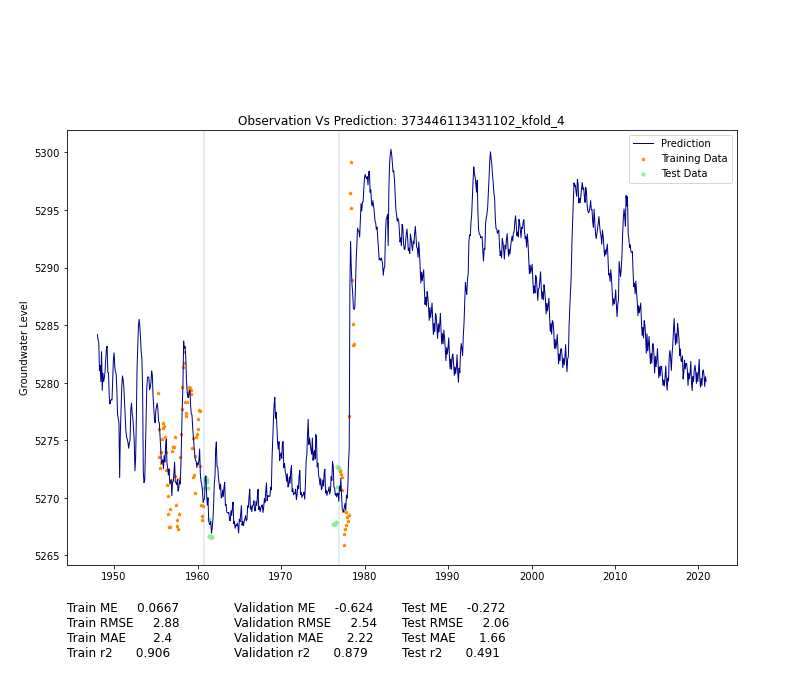 Observation Vs Prediction: 373446113431102_kfold_4
Prediction
Training Data
Test Data
5300
5295
5290
5285
5280
5275
5270
5265
Groundwater Level
1950 1960 1970 1980 1990 2000 2010 2020
Train ME 0.0667 Validation ME -0.624 Test ME -0.272
Train RMSE 2.88 Validation RMSE 2.54 Test RMSE 2.06
Train MAE 2.4 Validation MAE 2.22 Test MAE 1.66
Train r2 0.906 Validation r2 0.879 Test r2 0.491